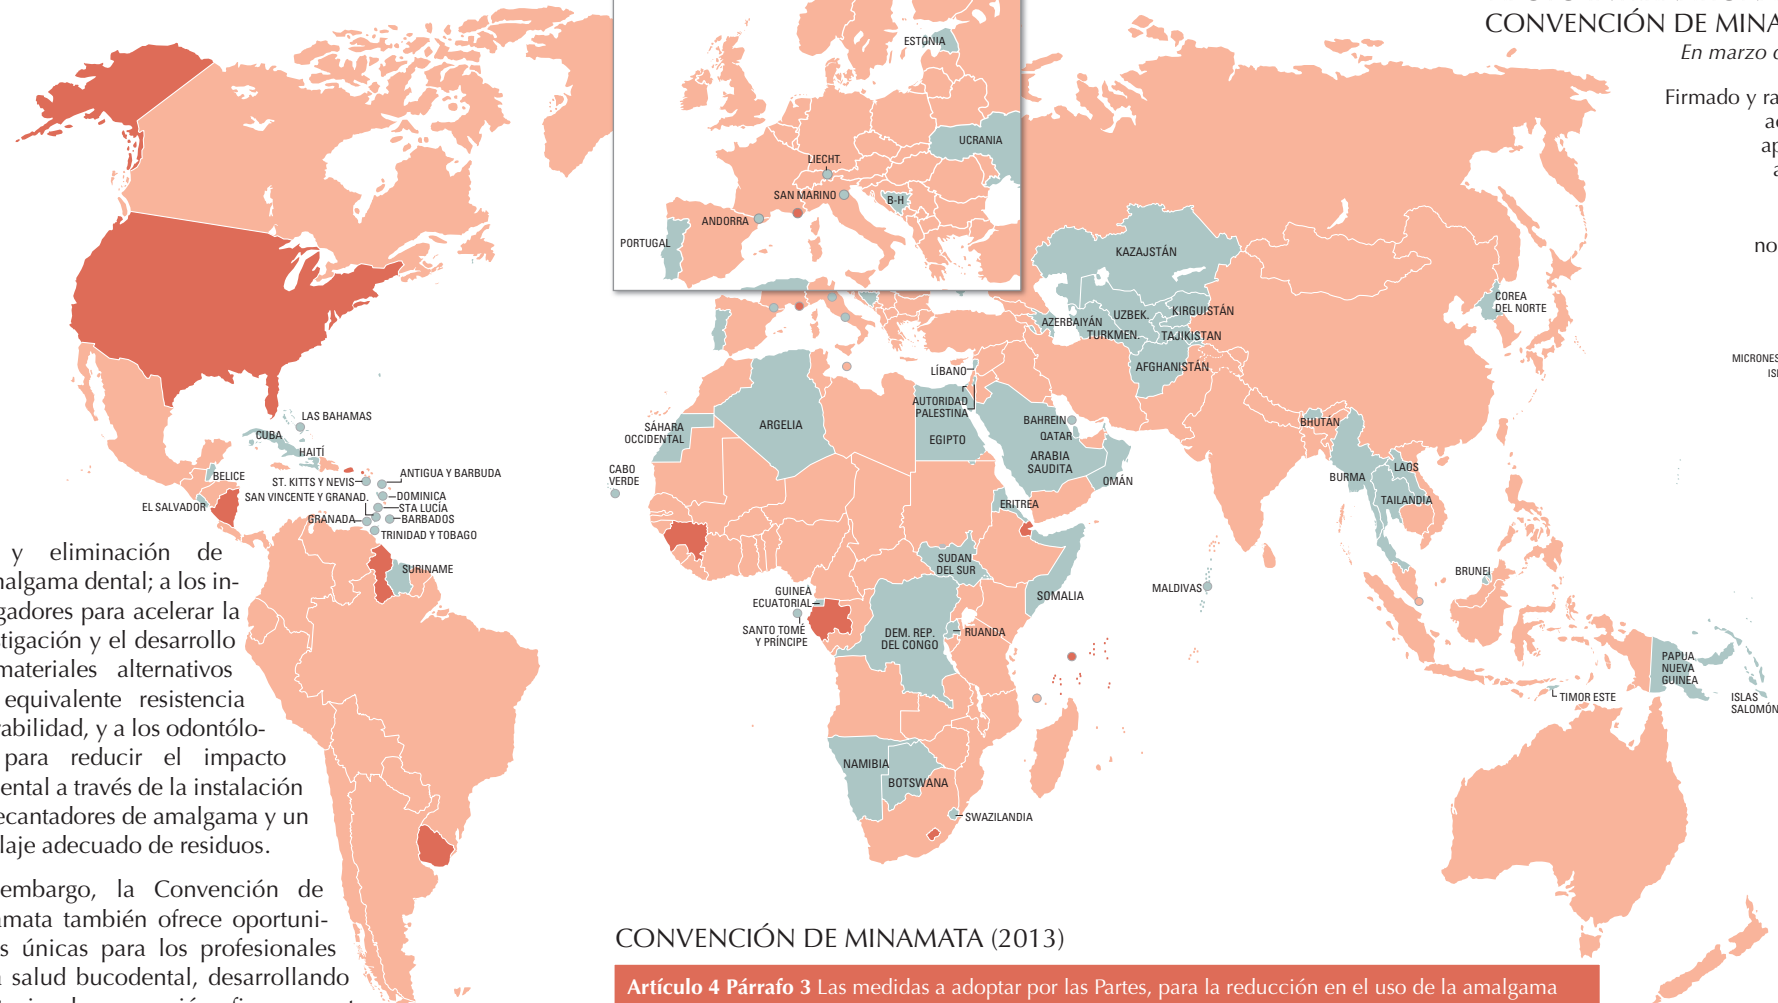 CONVENCIÓN DE MINA
En marzo
Firmado y ra
no
y eliminación de
nalgama dental; a los in-
gadores para acelerar la
stigación y el desarrollo
materiales alternativos
equivalente resistencia
rabilidad, y a los odontólo-
para reducir el impacto
ental a través de la instalación
lecantadores de amalgama y un
laje adecuado de residuos.
embargo, la Convención de
amata también ofrece oportuni-
s únicas para los profesionales
a salud bucodental, desarrollando
ESTONIA
UCRANIA
LIECHT.
SAN MARINO
B-H
ANDORRA
PORTUGAL
KAZAJSTÁN
UZBEK.
KIRGUISTÁN
AZERBAIYÁN
TURKMEN.
TAJIKISTAN
AFGHANISTÁN
COREA
DEL NORTE
MICRONES
LÍBANO
AUTORIDAD
PALESTINA
EGIPTO
BAHREIN
QATAR
ARABIA
SAUDITA
OMÁN
ARGELIA
SÁHARA
OCCIDENTAL
CABO
VERDE
ERITREA
SUDAN
DEL SUR
SOMALIA
GUINEA
ECUATORIAL
SANTO TOMÉ
Y PRÍNCIPE
DEM. REP.
DEL CONGO
RUANDA
NAMIBIA
BOTSWANA
SWAZILANDIA
MALDIVAS
BHUTÁN
BURMA
LAOS
TAILANDIA
BRUNEI
TIMOR ESTE
PAPUA
NUEVA
GUINEA
ISLAS
SALOMÓN
LAS BAHAMAS
CUBA
HAITÍ
BELICE
EL SALVADOR
ST. KITTS Y NEVIS
ANTIGUA Y BARBUDA
SAN VINCENTE Y GRANAD.
DOMINICA
STA LUCÍA
GRANADA
BARBADOS
TRINIDAD Y TOBAGO
SURINAME
CONVENCIÓN DE MINAMATA (2013)
Artículo 4 Párrafo 3 Las medidas a adoptar por las Partes, para la reducción en el uso de la amalgama